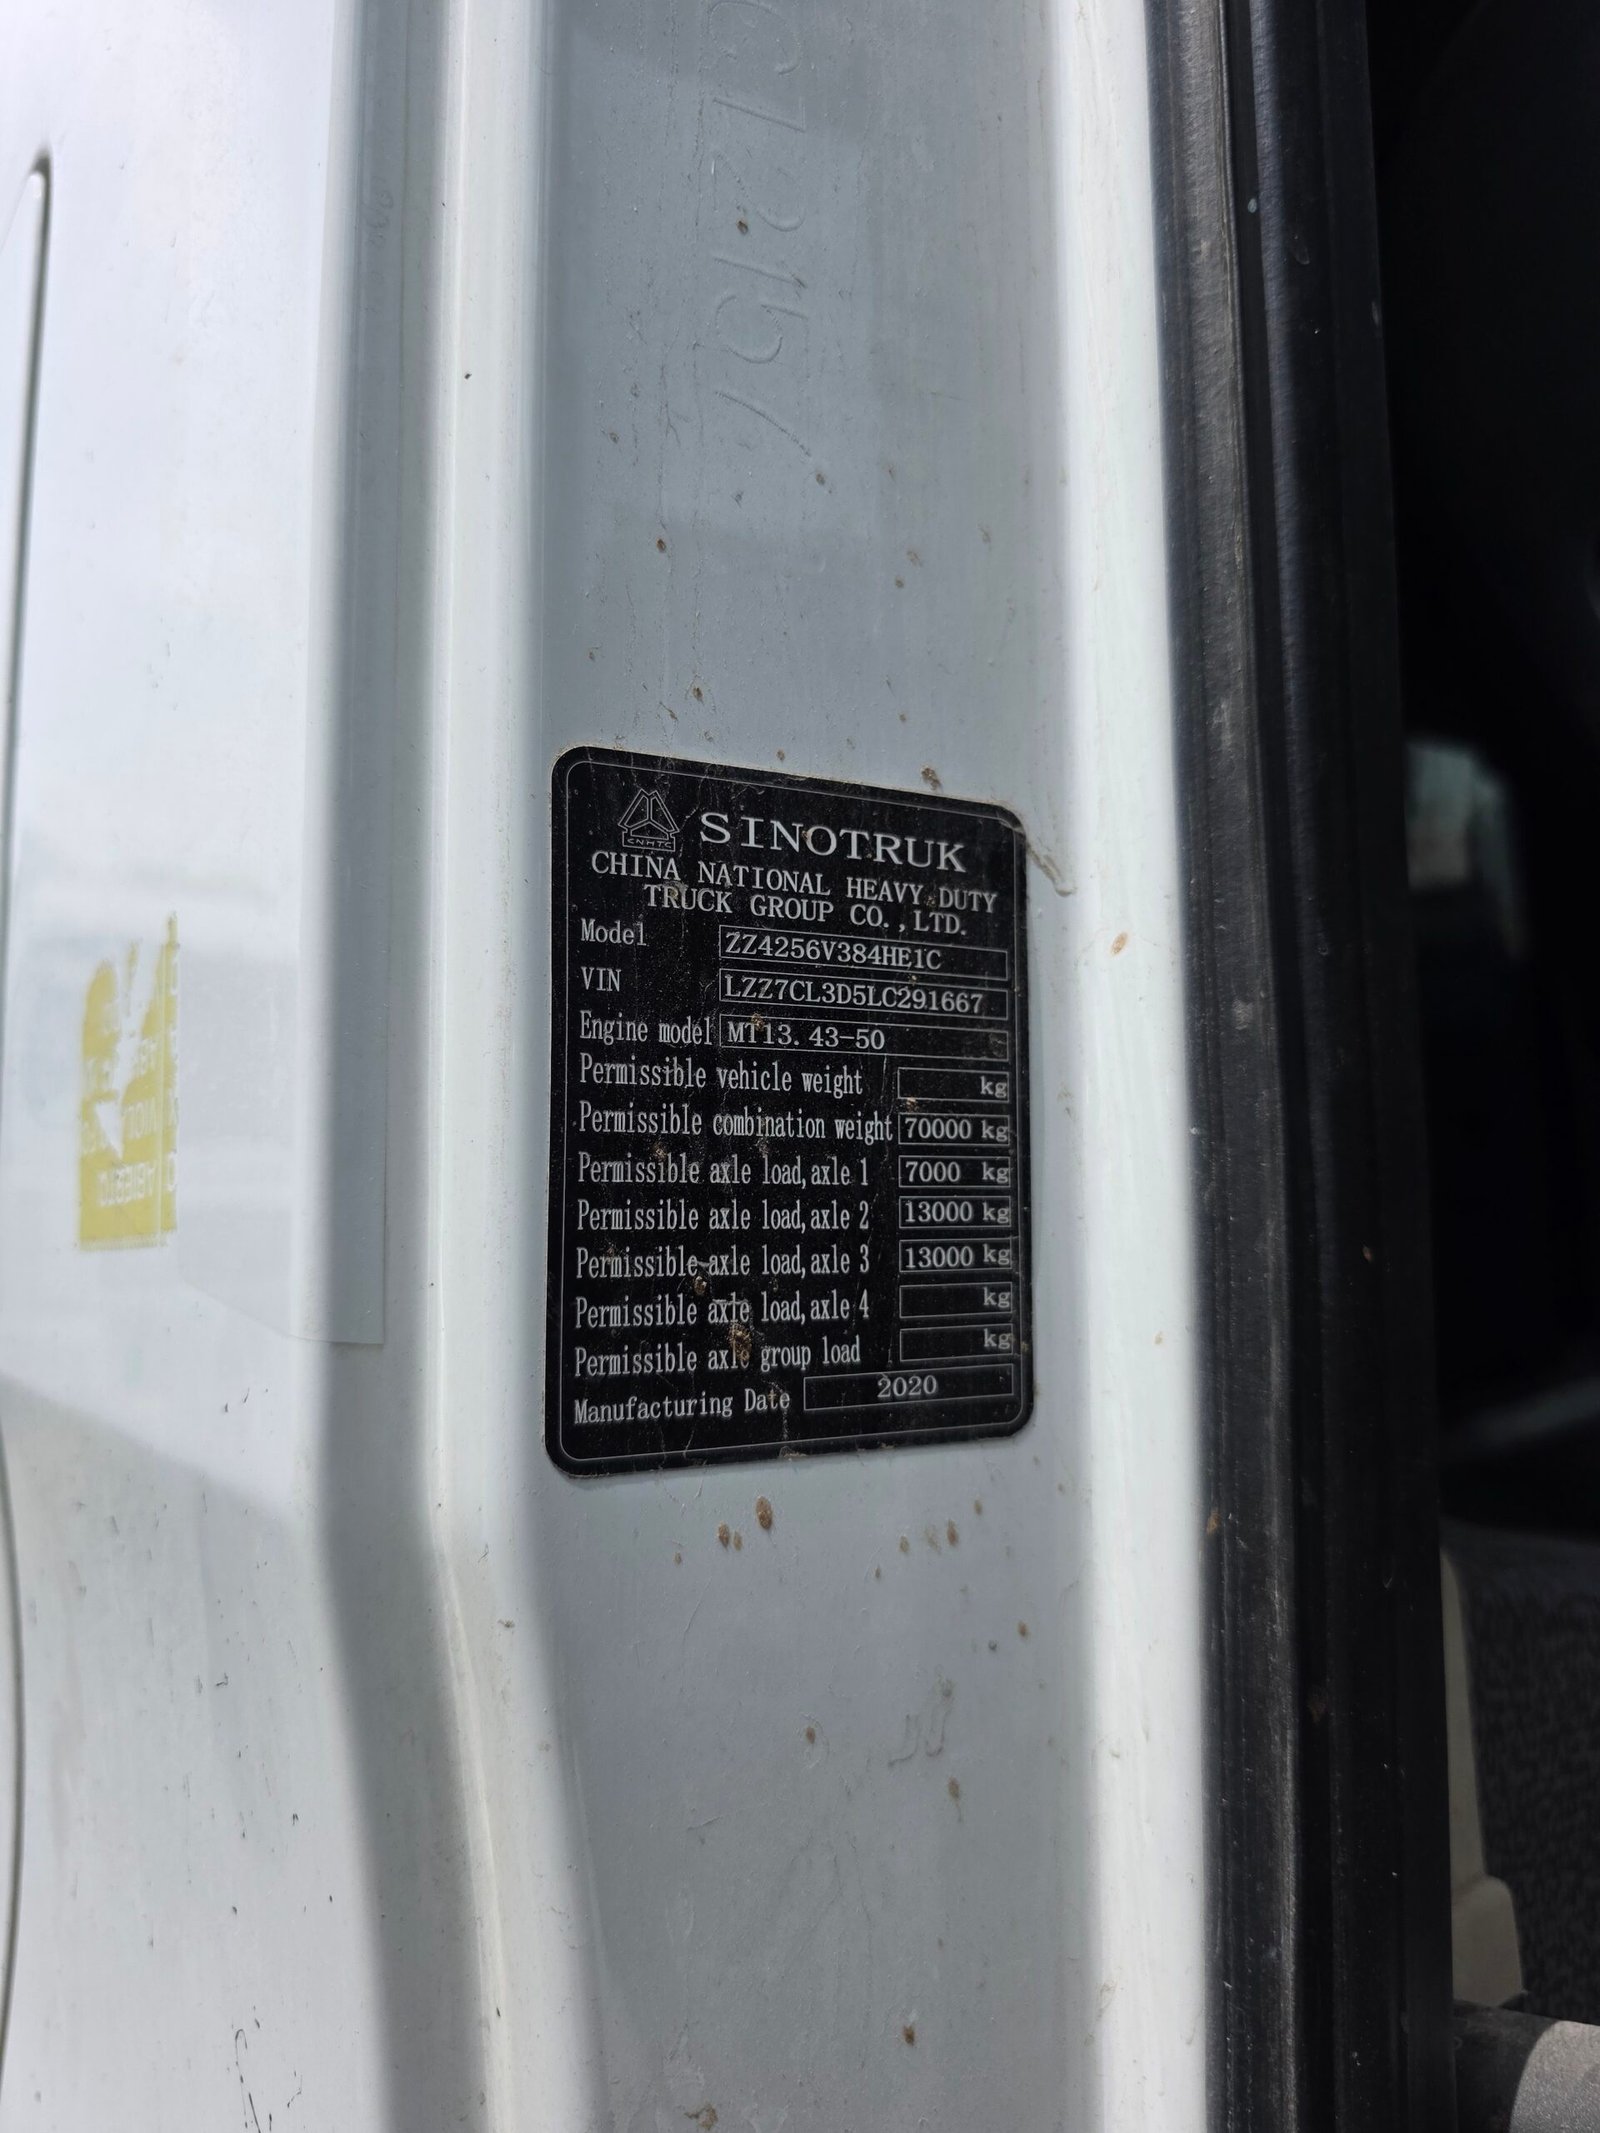 CNHTC
SINOTRUK
CHINA NATIONAL HEAVY DUTY
TRUCK GROUP CO.,LTD.
Model ZZ4256V384HE1C
VIN LZZ7CL3D5LC291667
Engine model MT13.43-50
Permissible vehicle weight kg
Permissible combination weight 70000 kg
Permissible axle load,axle 1 7000 kg
Permissible axle load,axle 2 13000 kg
Permissible axle load,axle 3 13000 kg
Permissible axle load,axle 4 kg
Permissible axle group load kg
Manufacturing Date 2020